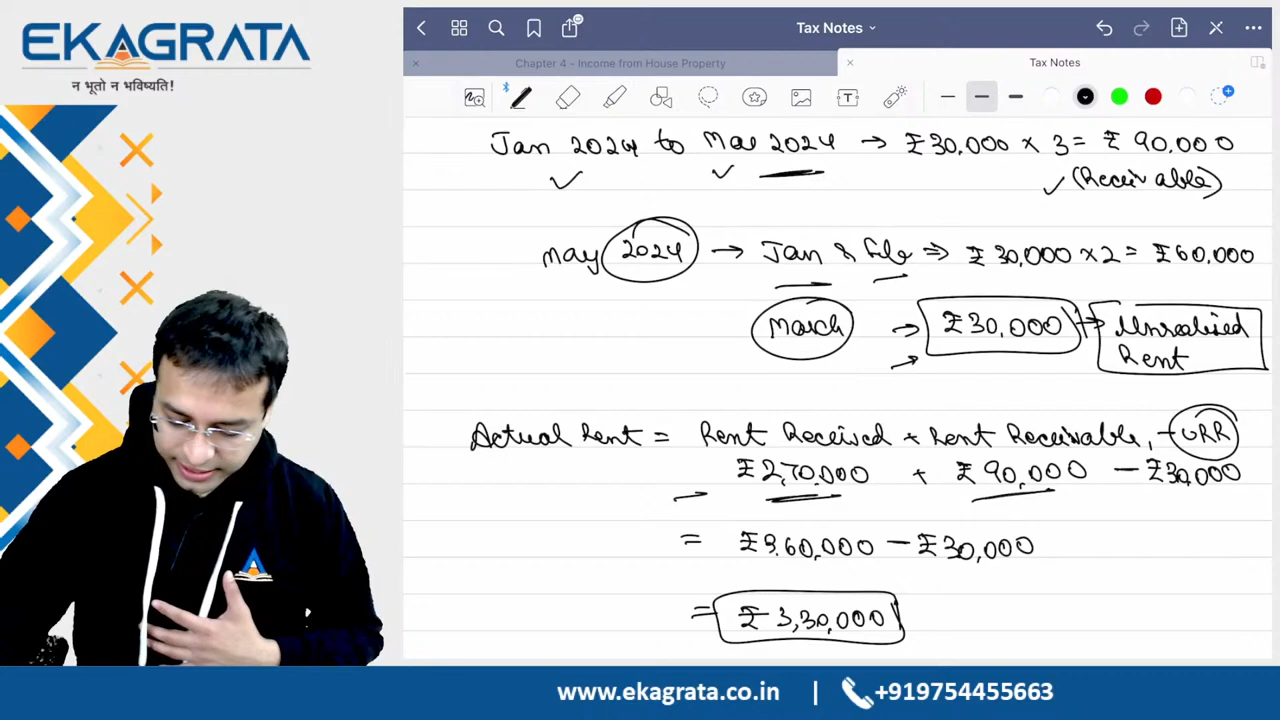 EKAGRATA
न भूतो न भविष्यति!
Tax Notes
Chapter 4 - Income from House Property
Tax Notes
Jan 2024 to Mar 2024 → ₹30,000 × 3 = ₹90,000
(Receivable)
May 2024 → Jan & Feb ⇒ ₹30,000 × 2 = ₹60,000
March → ₹30,000 → Unrealised
Rent
Actual Rent = Rent Received + Rent Receivable - URR
₹2,70,000 + ₹90,000 - ₹30,000
= ₹3,60,000 - ₹30,000
= ₹3,30,000
www.ekagrata.co.in | +919754455663